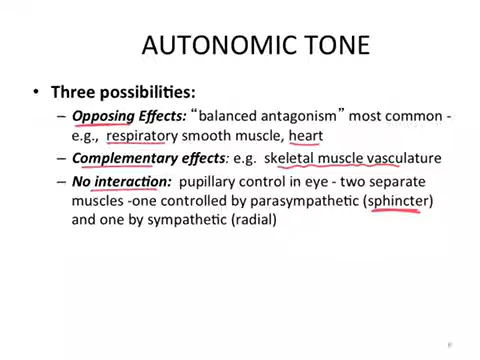 AUTONOMIC TONE
• Three possibilities:
– Opposing Effects: “balanced antagonism” most common -
e.g., respiratory smooth muscle, heart
– Complementary effects: e.g. skeletal muscle vasculature
– No interaction: pupillary control in eye - two separate
muscles -one controlled by parasympathetic (sphincter)
and one by sympathetic (radial)